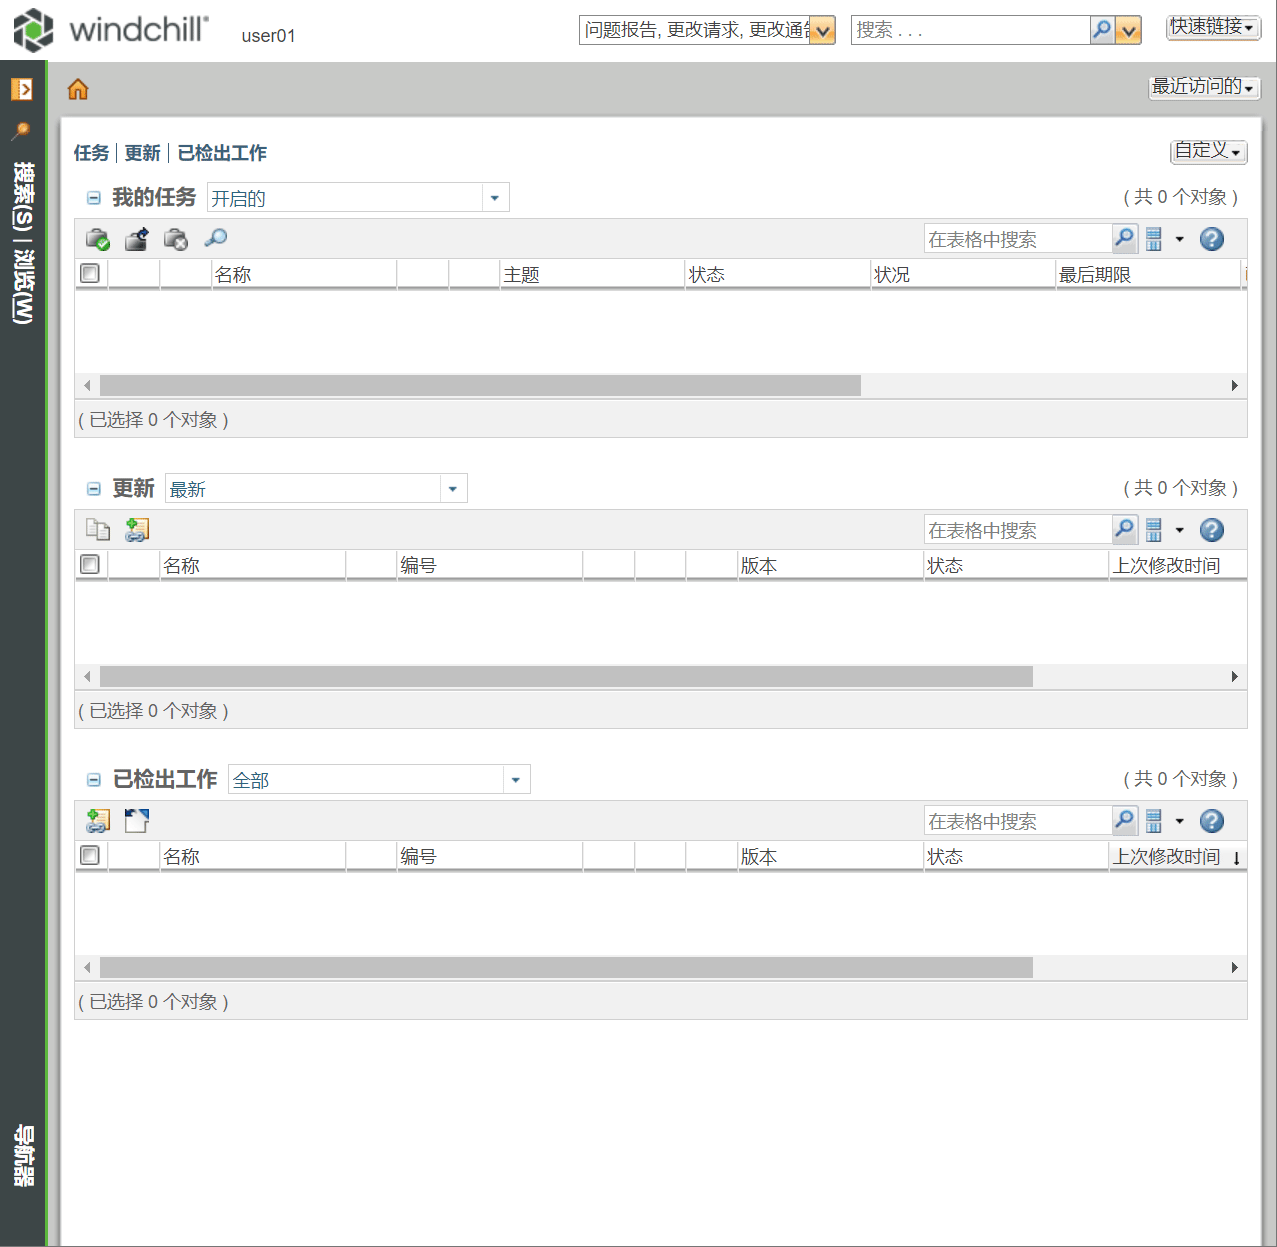 windchill® user01 问题报告, 更改请求, 更改通 搜索 . . . 快速链接
最近访问的
搜索(S) | 浏览(W)
任务 | 更新 | 已检出工作 自定义
我的任务 开启的 ( 共 0 个对象 )
在表格中搜索
名称 主题 状态 状况 最后期限
( 已选择 0 个对象 )
更新 最新 ( 共 0 个对象 )
在表格中搜索
名称 编号 版本 状态 上次修改时间
( 已选择 0 个对象 )
已检出工作 全部 ( 共 0 个对象 )
在表格中搜索
名称 编号 版本 状态 上次修改时间
( 已选择 0 个对象 )
导航器